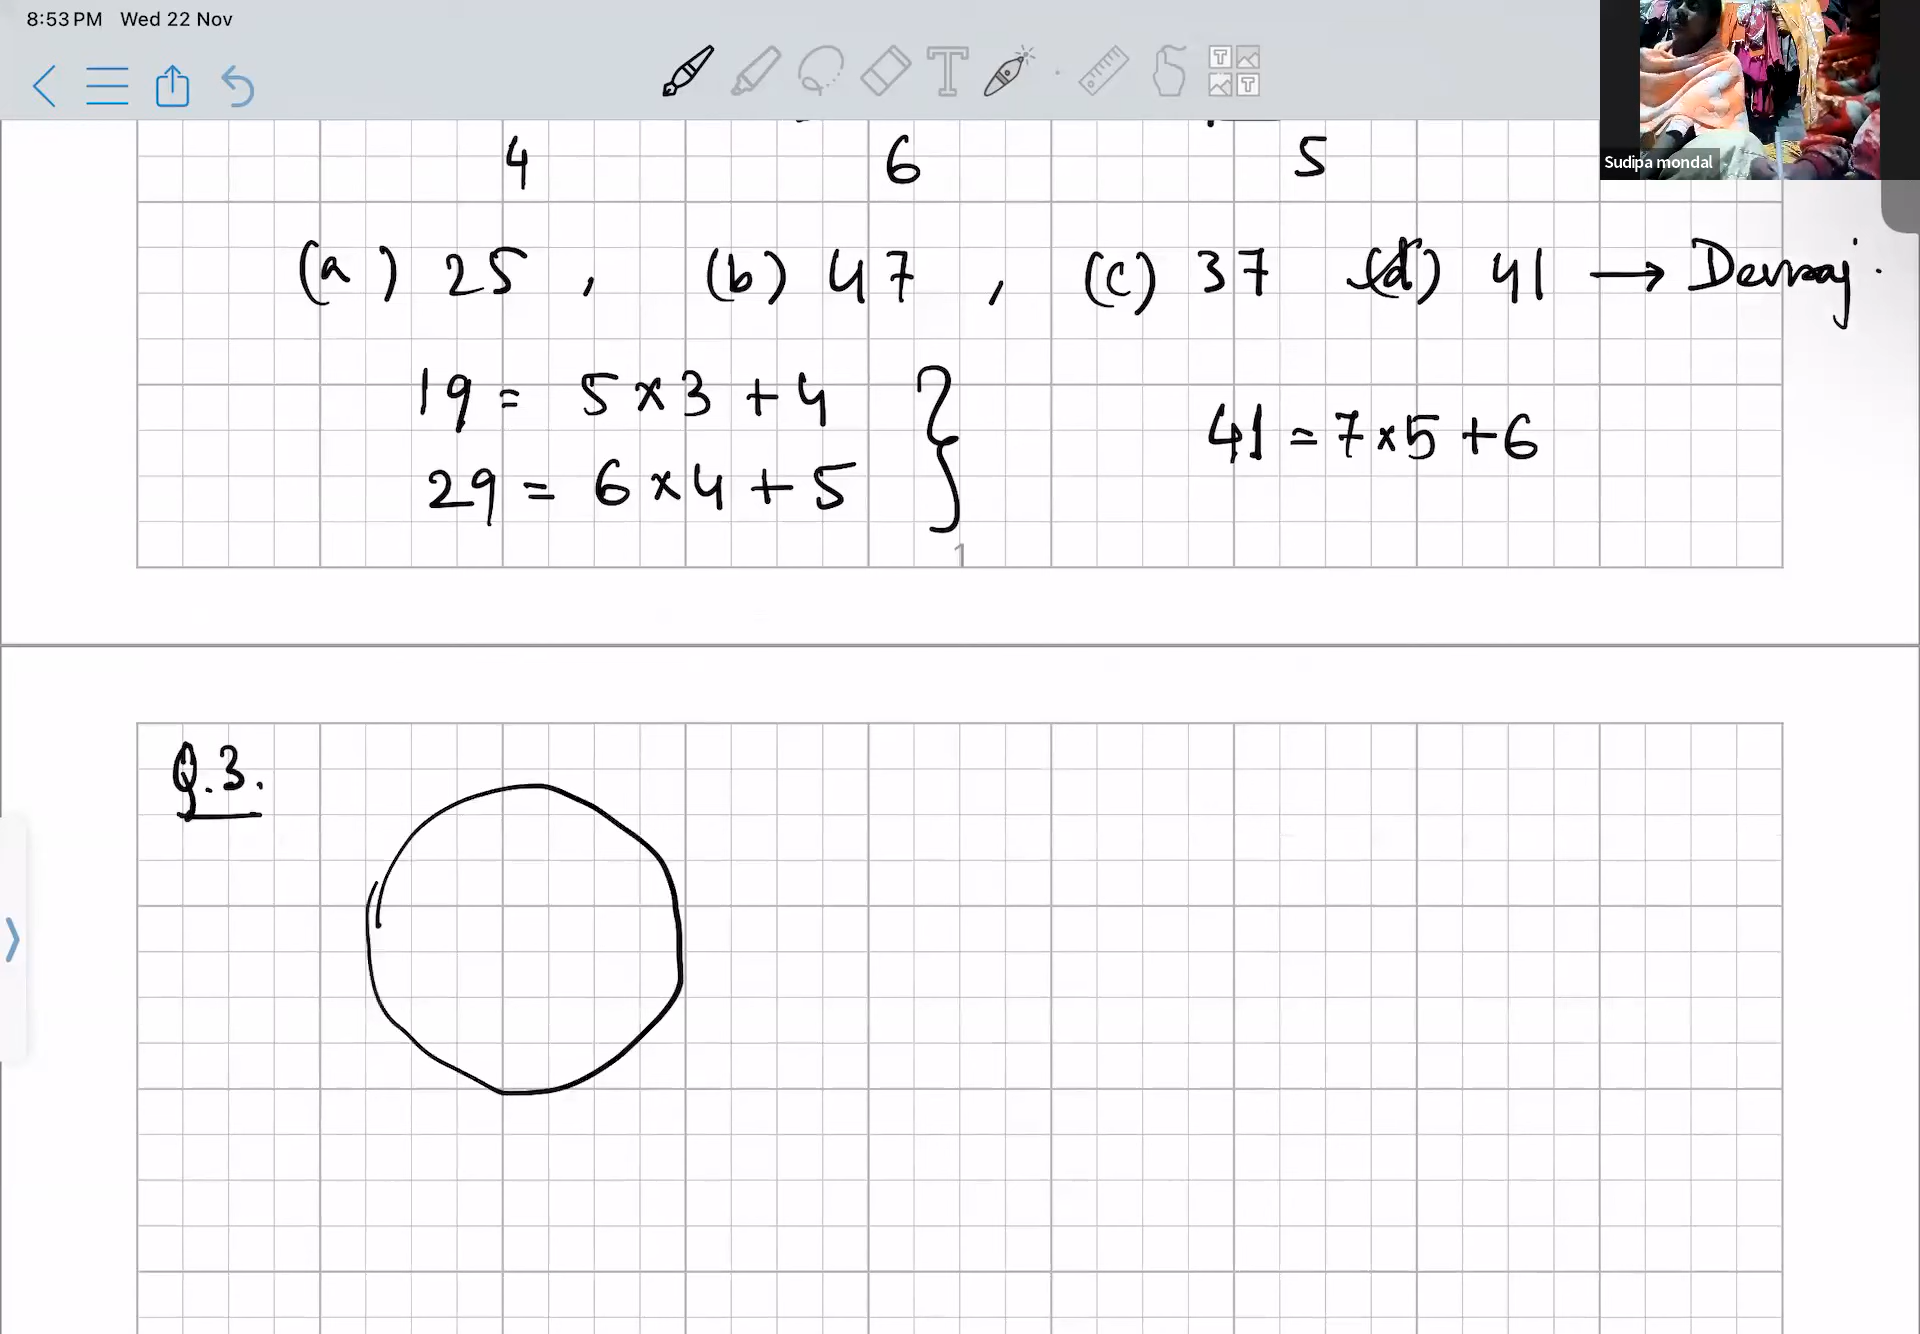 8:53 PM Wed 22 Nov
Sudipa mondal
4 6 5
(a) 25 , (b) 47 , (c) 37 (d) 41 → Devraj.
19 = 5×3 + 4
41 = 7×5 + 6
29 = 6×4 + 5
1
Q.3.